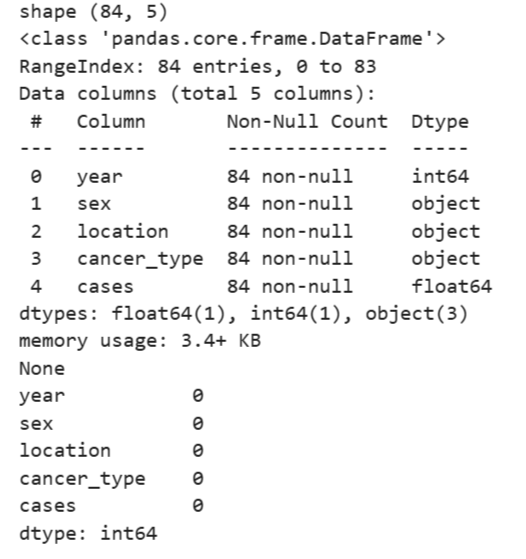 shape (84, 5)
<class 'pandas.core.frame.DataFrame'>
RangeIndex: 84 entries, 0 to 83
Data columns (total 5 columns):
 #   Column       Non-Null Count  Dtype
---  ------       --------------  -----
 0   year         84 non-null     int64
 1   sex          84 non-null     object
 2   location     84 non-null     object
 3   cancer_type  84 non-null     object
 4   cases        84 non-null     float64
dtypes: float64(1), int64(1), object(3)
memory usage: 3.4+ KB
None
year           0
sex            0
location       0
cancer_type    0
cases          0
dtype: int64